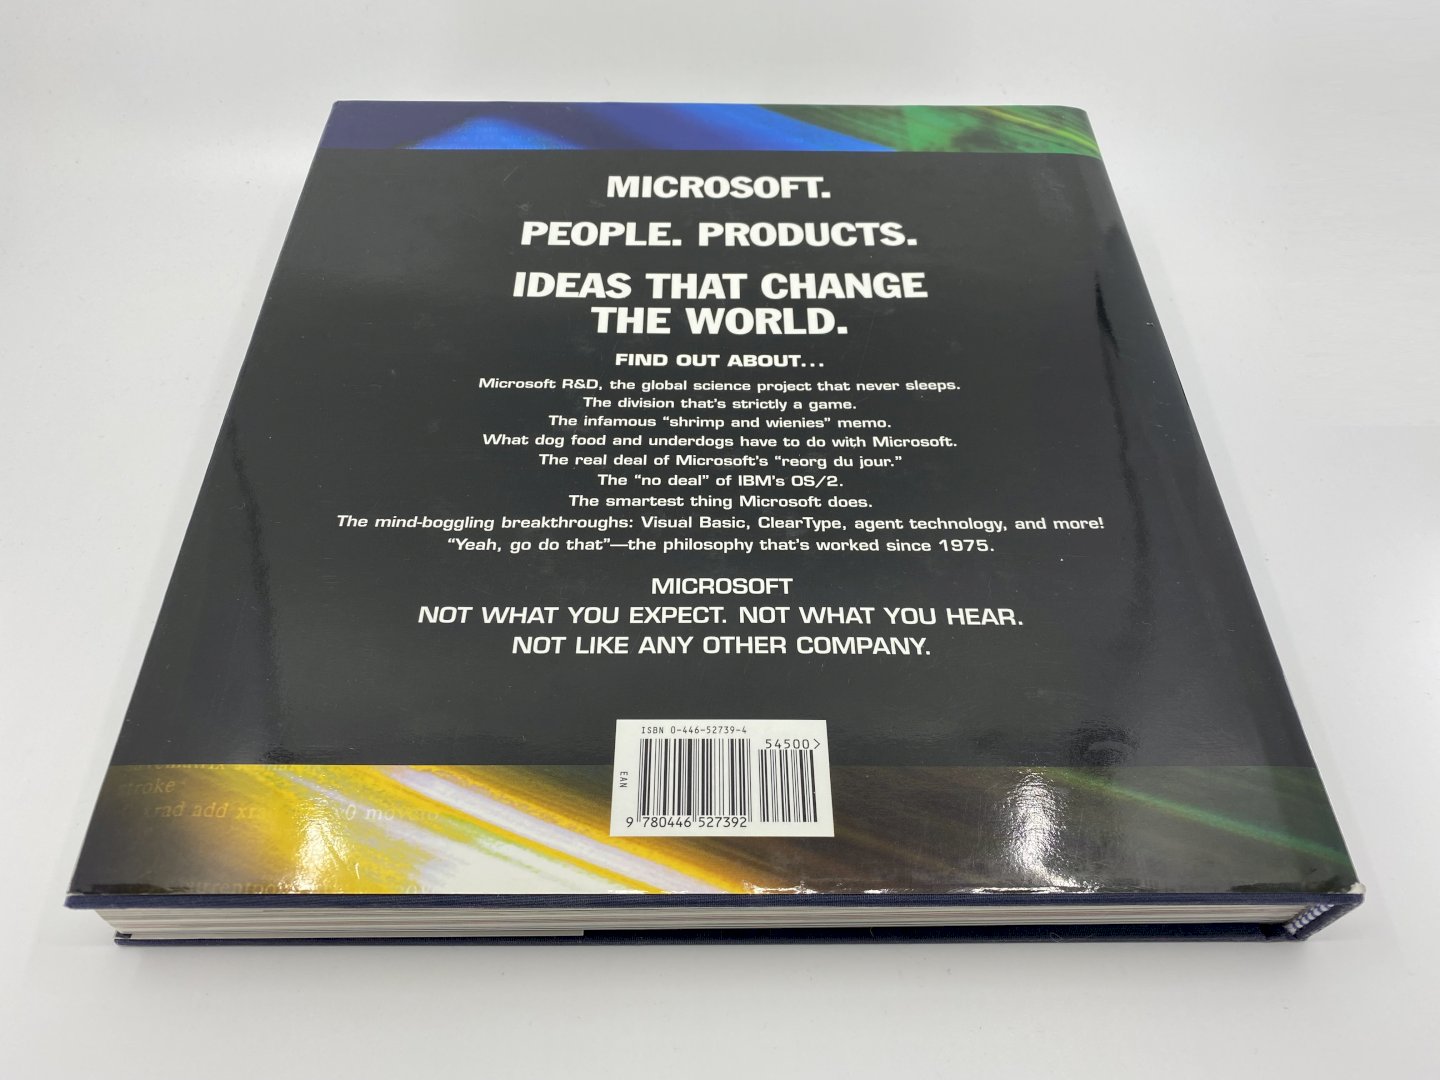 MICROSOFT.
PEOPLE. PRODUCTS.
IDEAS THAT CHANGE
THE WORLD.
FIND OUT ABOUT...
Microsoft R&D, the global science project that never sleeps.
The division that's strictly a game.
The infamous “shrimp and wienies” memo.
What dog food and underdogs have to do with Microsoft.
The real deal of Microsoft's “reorg du jour.”
The “no deal” of IBM's OS/2.
The smartest thing Microsoft does.
The mind-boggling breakthroughs: Visual Basic, ClearType, agent technology, and more!
“Yeah, go do that”—the philosophy that's worked since 1975.
MICROSOFT
NOT WHAT YOU EXPECT. NOT WHAT YOU HEAR.
NOT LIKE ANY OTHER COMPANY.
ISBN 0-446-52739-4
54500>
EAN
9 780446 527392
stroke
xrad add
moveto